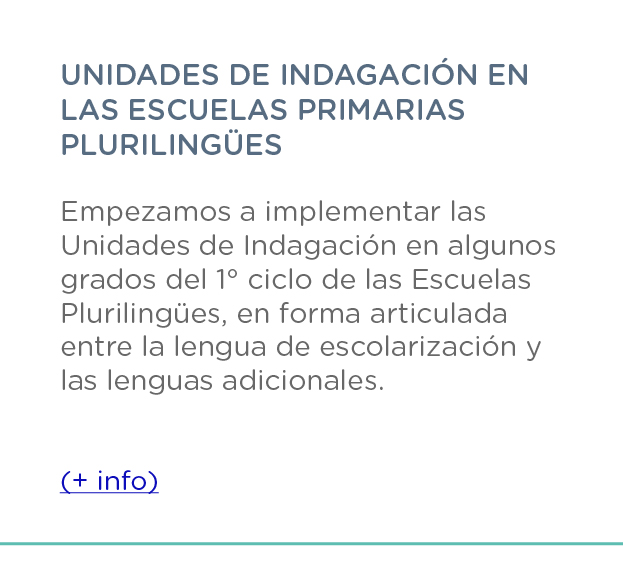 UNIDADES DE INDAGACIÓN EN
LAS ESCUELAS PRIMARIAS
PLURILINGÜES
Empezamos a implementar las
Unidades de Indagación en algunos
grados del 1° ciclo de las Escuelas
Plurilingües, en forma articulada
entre la lengua de escolarización y
las lenguas adicionales.
(+ info)